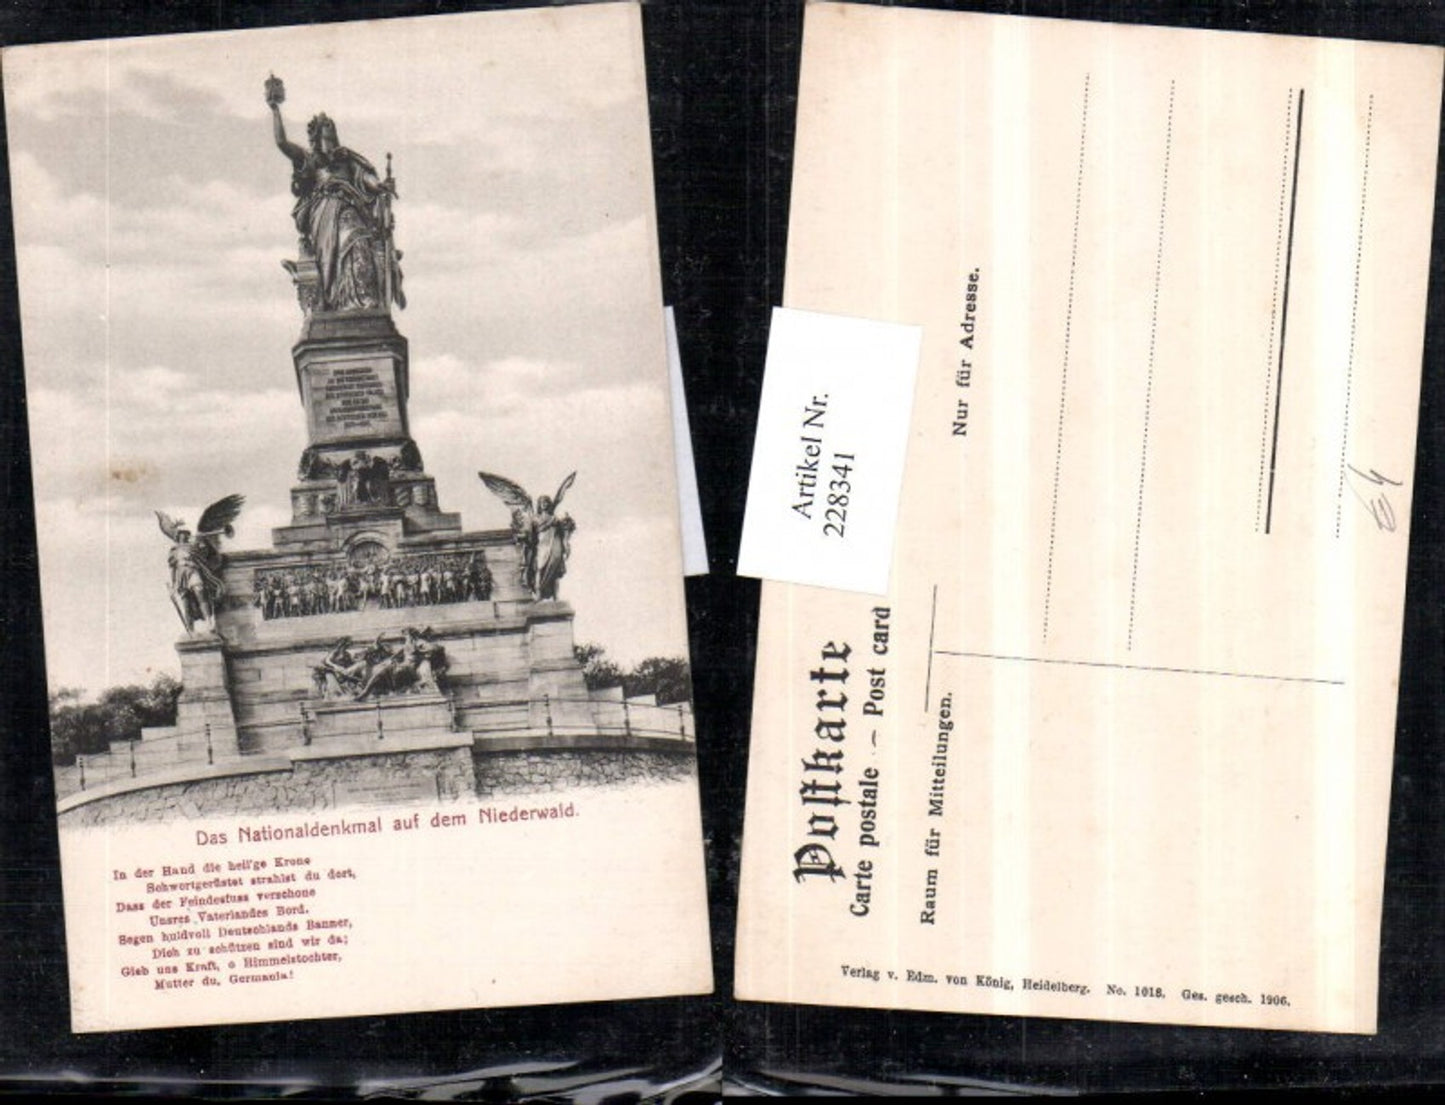 Das Nationaldenkmal auf dem Niederwald.
In der Hand die heil'ge Krone
Schwertgerüstet strahlst du dort,
Dass der Feindesfuss verschone
Unsres Vaterlandes Bord.
Segen huldvoll Deutschlands Banner,
Dich zu schützen sind wir da;
Gieb uns Kraft, o Himmelstochter,
Mutter du, Germania!
Artikel Nr.
228341
Postkarte
Carte postale — Post card
Nur für Adresse.
Raum für Mitteilungen.
Verlag v. Edm. von König, Heidelberg. No. 1018. Ges. gesch. 1906.